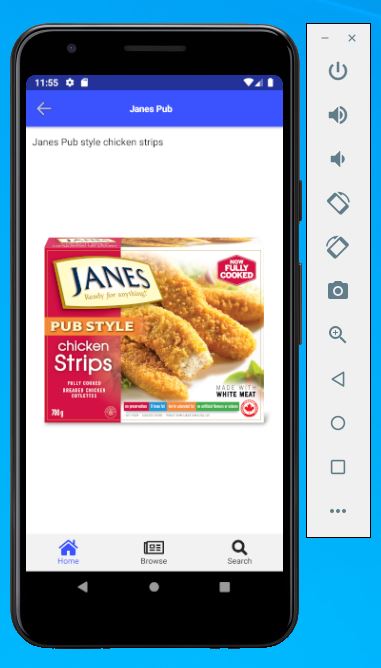 11:55
Janes Pub
Janes Pub style chicken strips
JANES
Ready for anything!
NOW
FULLY
COOKED
PUB STYLE
chicken
Strips
FULLY COOKED
BREADED CHICKEN
CUTLETTES
MADE WITH
WHITE MEAT
700 g
Home
Browse
Search